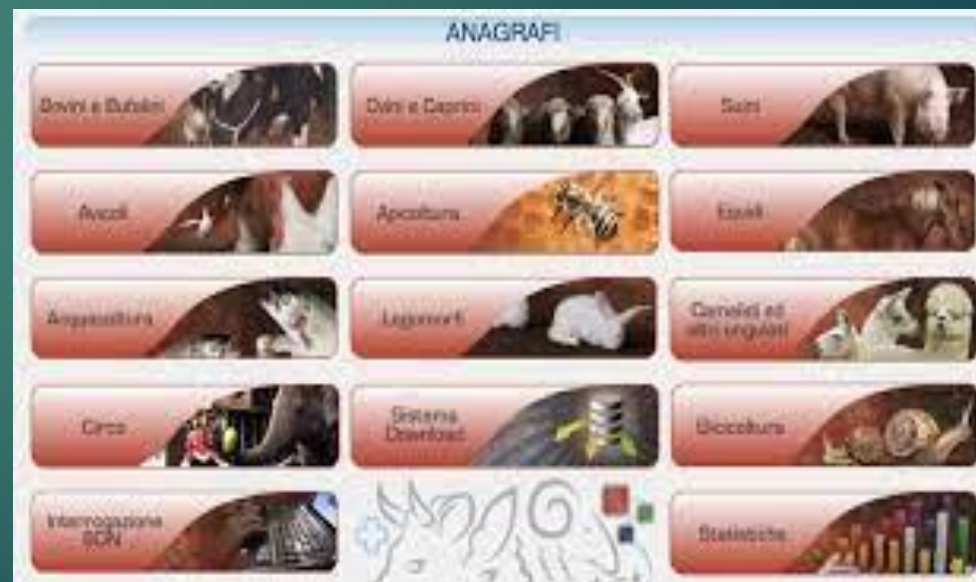 ANAGRAFI
Bovini e Bufalini
Ovini e Caprini
Suini
Avicoli
Apicoltura
Equidi
Acquacoltura
Lagomorfi
Camelidi ed
altri ungulati
Circo
Sistema
Download
Elicicoltura
Interrogazione
BDN
Statistiche